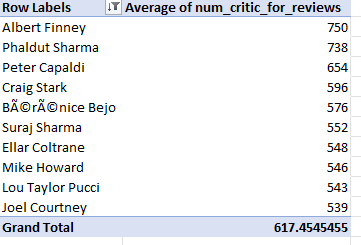 Row Labels Average of num_critic_for_reviews
Albert Finney 750
Phaldut Sharma 738
Peter Capaldi 654
Craig Stark 596
BÃ©rÃ©nice Bejo 576
Suraj Sharma 552
Ellar Coltrane 548
Mike Howard 546
Lou Taylor Pucci 543
Joel Courtney 539
Grand Total 617.4545455